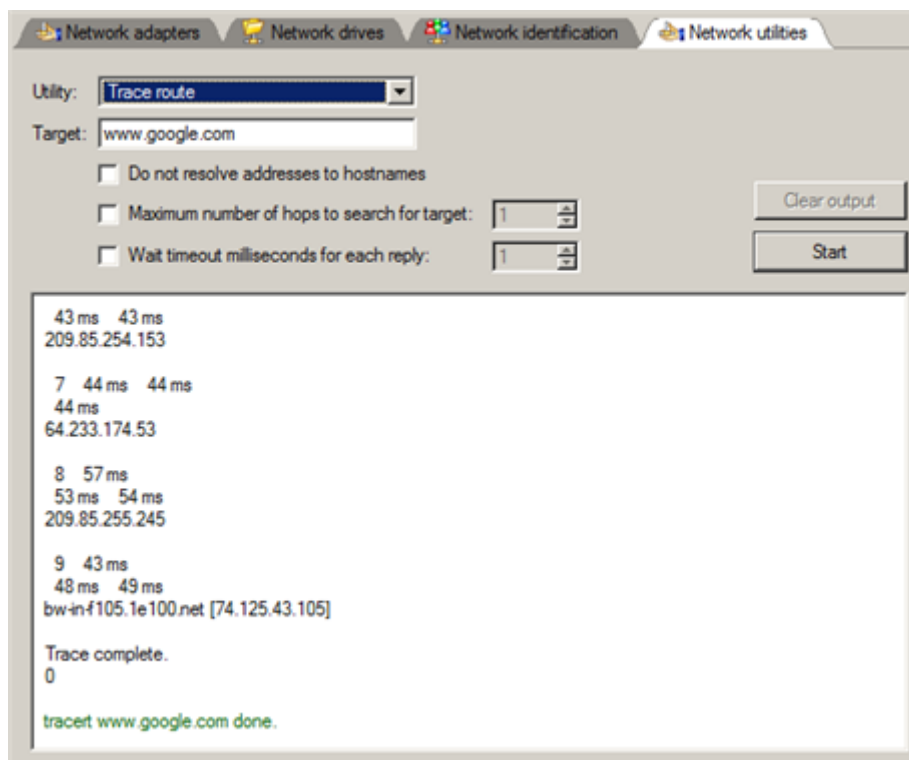 Network adapters Network drives Network identification Network utilities
Utility: Trace route
Target: www.google.com
Do not resolve addresses to hostnames
Maximum number of hops to search for target: 1
Clear output
Wait timeout milliseconds for each reply: 1
Start
43 ms 43 ms
209.85.254.153
7 44 ms 44 ms
44 ms
64.233.174.53
8 57 ms
53 ms 54 ms
209.85.255.245
9 43 ms
48 ms 49 ms
bw-in-f105.1e100.net [74.125.43.105]
Trace complete.
0
tracert www.google.com done.